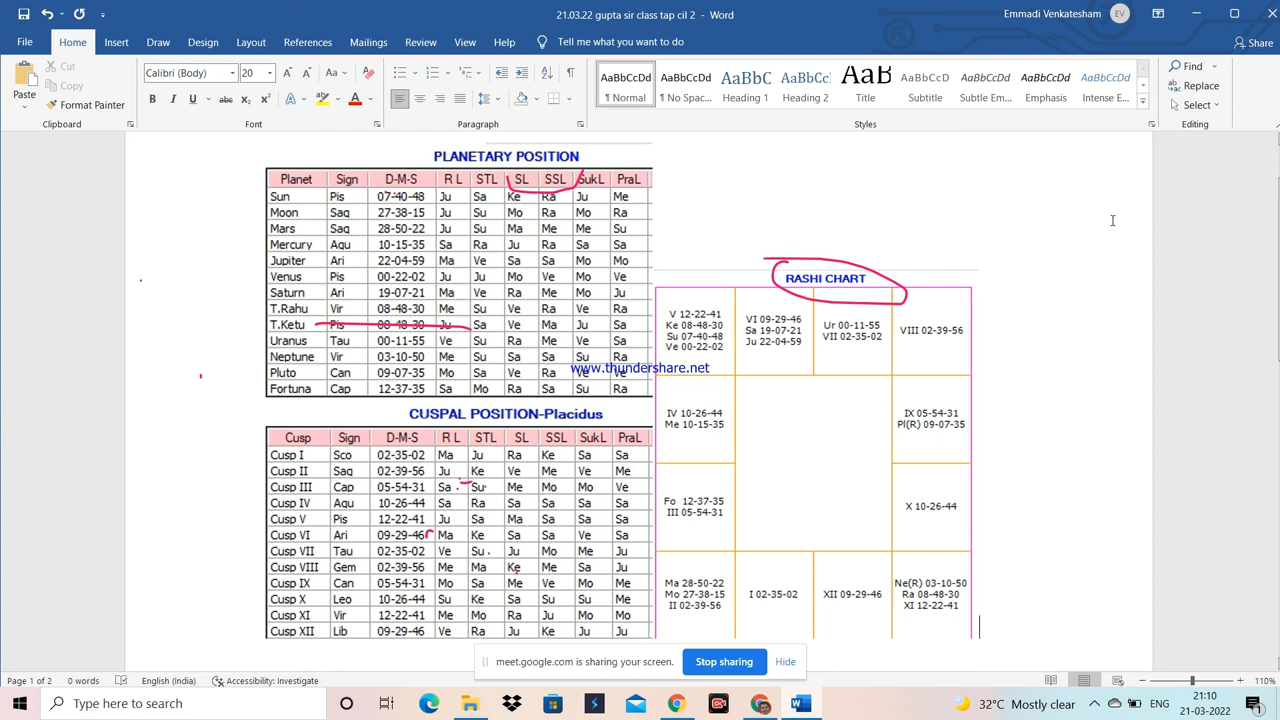 21.03.22 gupta sir class tap cil 2 - Word
Emmadi Venkatesham
EV
File Home Insert Draw Design Layout References Mailings Review View Help Tell me what you want to do
Share
Paste
Cut
Copy
Format Painter
Clipboard
Calibri (Body) 20
Font
Paragraph
AaBbCcDd AaBbCcDd AaBbCc AaBbCc AaB AaBbCcDd AaBbCcDd AaBbCcDd AaBbCcDd
¶ Normal ¶ No Spac... Heading 1 Heading 2 Title Subtitle Subtle Em... Emphasis Intense E...
Styles
Find
Replace
Select
Editing
PLANETARY POSITION
Planet Sign D-M-S R L STL SL SSL SukL PraL
Sun Pis 07-40-48 Ju Sa Ke Ra Ju Me
Moon Sag 27-38-15 Ju Su Mo Ra Mo Ra
Mars Sag 28-50-22 Ju Su Ma Me Me Su
Mercury Aqu 10-15-35 Sa Ra Ju Ra Sa Sa
Jupiter Ari 22-04-59 Ma Ve Sa Sa Mo Mo
Venus Pis 00-22-02 Ju Ju Mo Ve Mo Ve
Saturn Ari 19-07-21 Ma Ve Ra Me Mo Ju
T.Rahu Vir 08-48-30 Me Su Ve Ra Ve Ra
T.Ketu Pis 08-48-30 Ju Sa Ve Ma Ju Sa
Uranus Tau 00-11-55 Ve Su Ra Me Ve Su
Neptune Vir 03-10-50 Me Su Sa Sa Su Ra
Pluto Can 09-07-35 Mo Sa Ve Ra Ve Ve
Fortuna Cap 12-37-35 Sa Mo Ra Sa Su Ra
www.thundershare.net
CUSPAL POSITION-Placidus
Cusp Sign D-M-S R L STL SL SSL SukL PraL
Cusp I Sco 02-35-02 Ma Ju Ra Ke Sa Sa
Cusp II Sag 02-39-56 Ju Ke Ve Me Ve Me
Cusp III Cap 05-54-31 Sa Su Me Mo Mo Ve
Cusp IV Aqu 10-26-44 Sa Ra Sa Sa Sa Sa
Cusp V Pis 12-22-41 Ju Sa Ma Sa Sa Sa
Cusp VI Ari 09-29-46 Ma Ke Sa Sa Ve Sa
Cusp VII Tau 02-35-02 Ve Su Ju Mo Me Ju
Cusp VIII Gem 02-39-56 Me Ma Ke Me Sa Ju
Cusp IX Can 05-54-31 Mo Sa Me Ve Mo Me
Cusp X Leo 10-26-44 Su Ke Sa Su Su Me
Cusp XI Vir 12-22-41 Me Mo Ra Ju Mo Mo
Cusp XII Lib 09-29-46 Ve Ra Ju Ke Ju Ju
RASHI CHART
V 12-22-41
Ke 08-48-30
Su 07-40-48
Ve 00-22-02
VI 09-29-46
Sa 19-07-21
Ju 22-04-59
Ur 00-11-55
VII 02-35-02
VIII 02-39-56
IV 10-26-44
Me 10-15-35
IX 05-54-31
Pl(R) 09-07-35
Fo 12-37-35
III 05-54-31
X 10-26-44
Ma 28-50-22
Mo 27-38-15
II 02-39-56
I 02-35-02
XII 09-29-46
Ne(R) 03-10-50
Ra 08-48-30
XI 12-22-41
meet.google.com is sharing your screen.
Stop sharing
Hide
Page 1 of 2 0 words English (India) Accessibility: Investigate
110%
Type here to search
32°C Mostly clear
ENG
21:10
21-03-2022